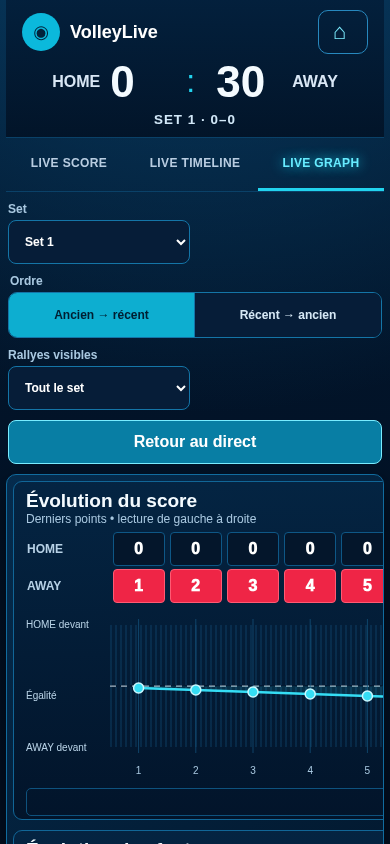 VolleyLive
HOME 0 : 30 AWAY
SET 1 · 0–0
LIVE SCORE LIVE TIMELINE LIVE GRAPH
Set
Set 1
Ordre
Ancien → récent Récent → ancien
Rallyes visibles
Tout le set
Retour au direct
Évolution du score
Derniers points • lecture de gauche à droite
HOME 0 0 0 0 0
AWAY 1 2 3 4 5
HOME devant
Égalité
AWAY devant
1 2 3 4 5